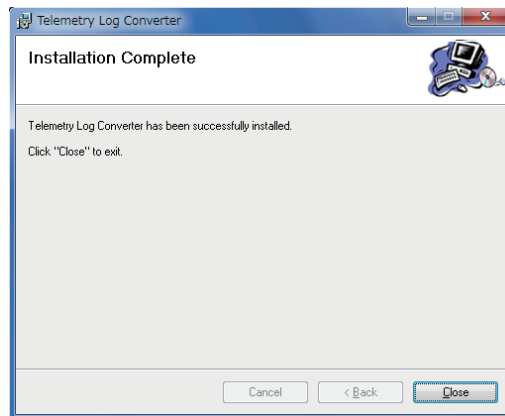 Telemetry Log Converter
Installation Complete
Telemetry Log Converter has been successfully installed.
Click "Close" to exit.
Cancel
< Back
Close